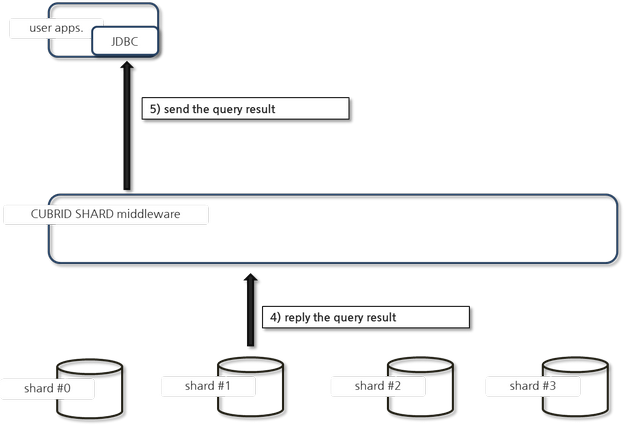 user apps.
JDBC
5) send the query result
CUBRID SHARD middleware
4) reply the query result
shard #0
shard #1
shard #2
shard #3